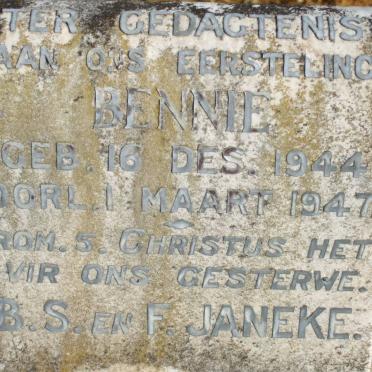 TER GEDAGTENIS
AAN ONS EERSTELING
BENNIE
GEB. 16 DES. 1944
OORL. 1 MAART 1947
ROM. 5. CHRISTUS HET
VIR ONS GESTERWE.
B.S. EN F. JANEKE.